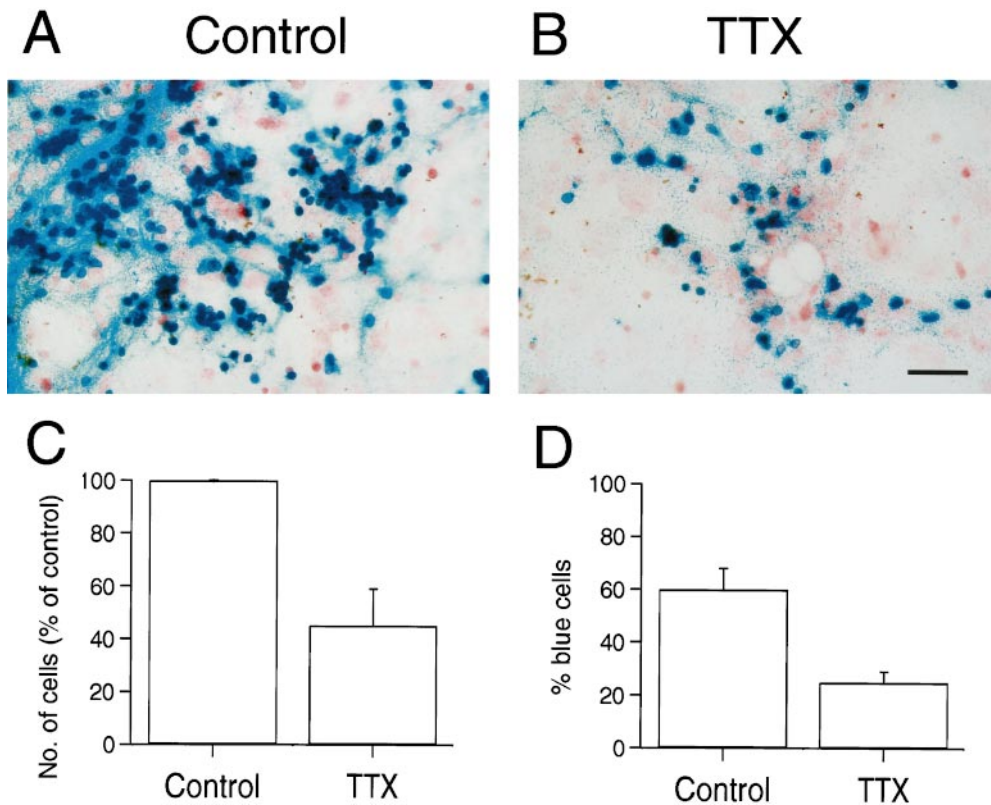 A Control
B TTX
C
No. of cells (% of control)
100
80
60
40
20
0
Control TTX
D
% blue cells
100
80
60
40
20
0
Control TTX